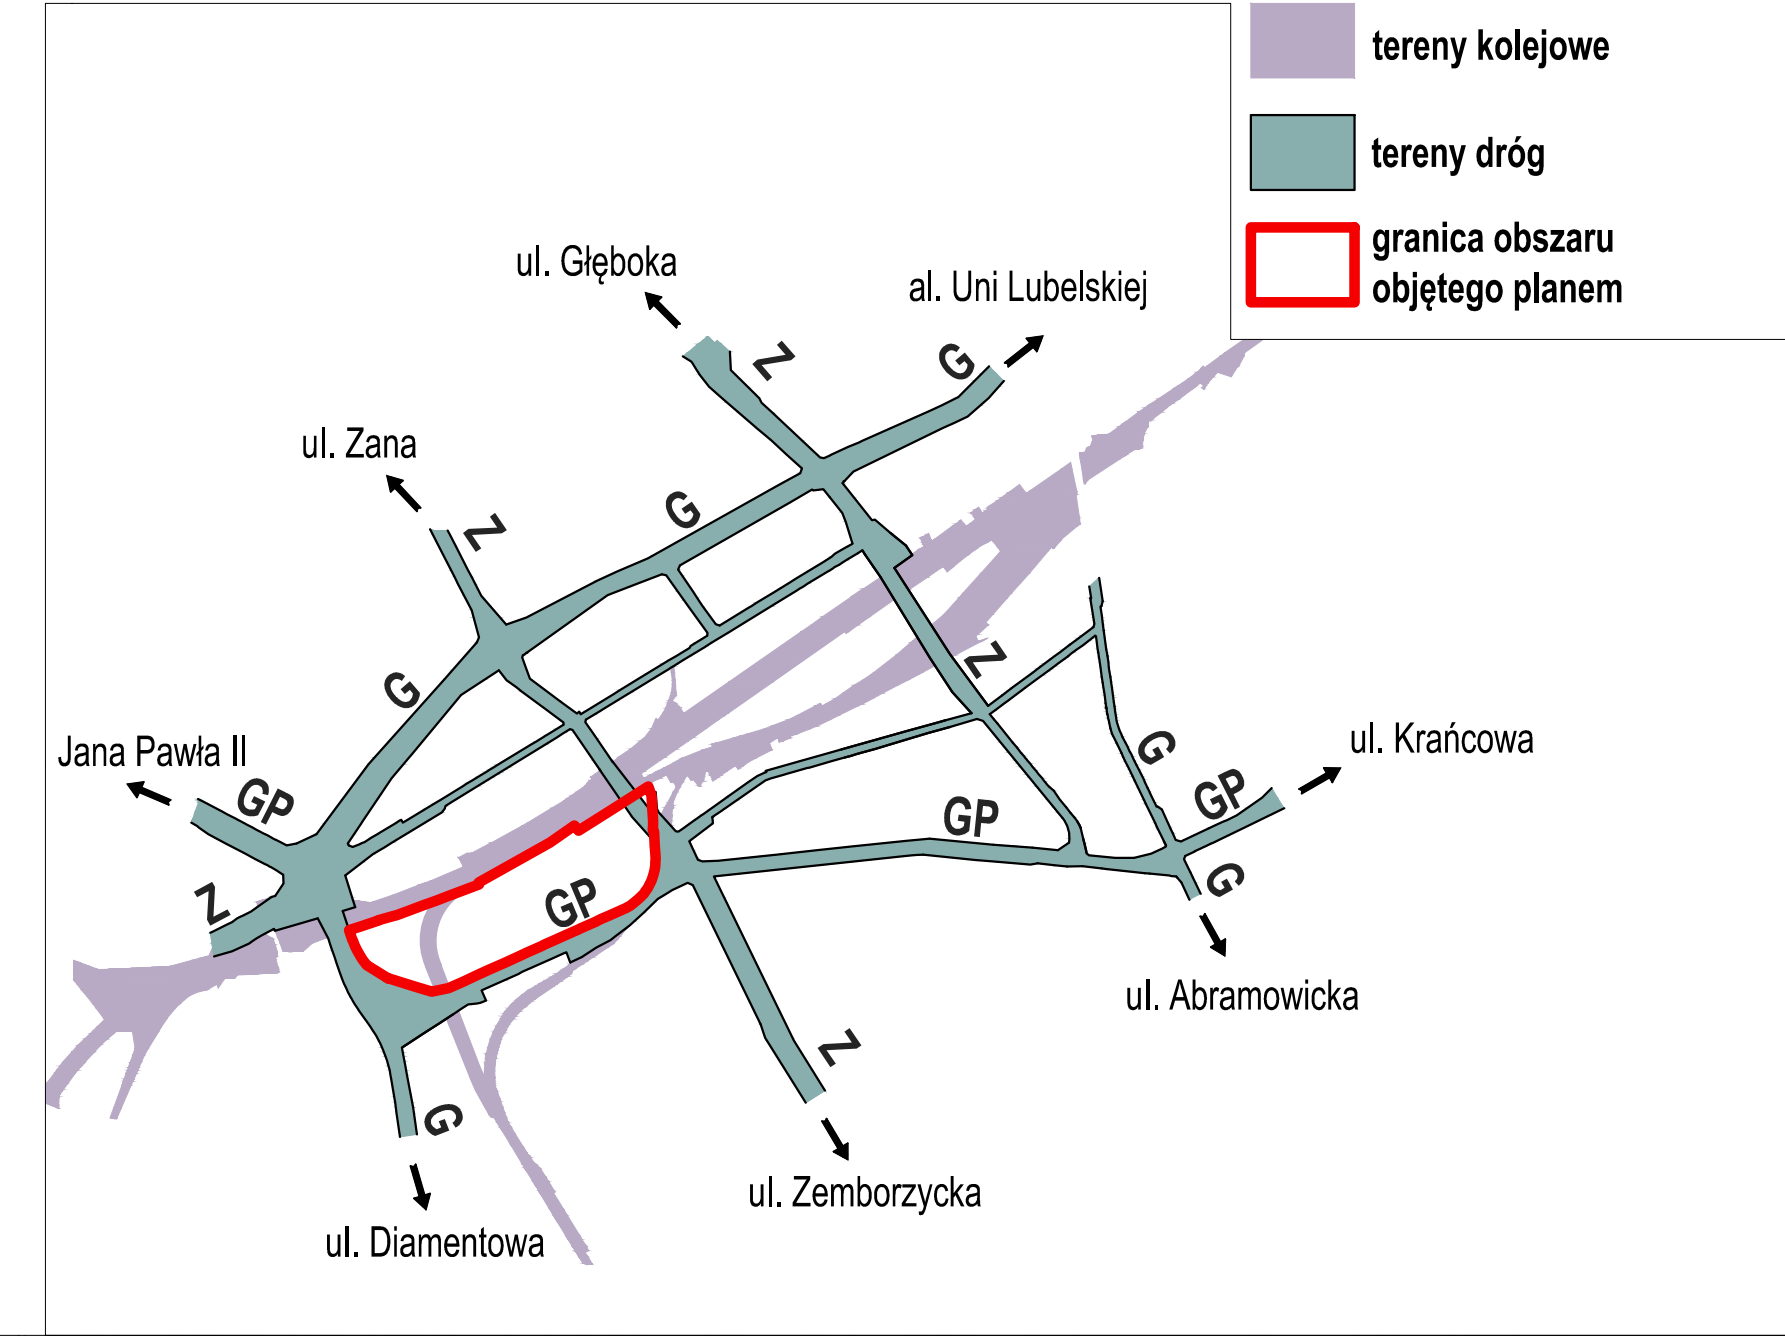 tereny kolejowe
tereny dróg
granica obszaru
objętego planem
ul. Głęboka
al. Uni Lubelskiej
Z
G
ul. Zana
Z
G
G
Z
Jana Pawła II
GP
G
ul. Krańcowa
GP
GP
Z
GP
G
ul. Abramowicka
Z
G
ul. Zemborzycka
ul. Diamentowa